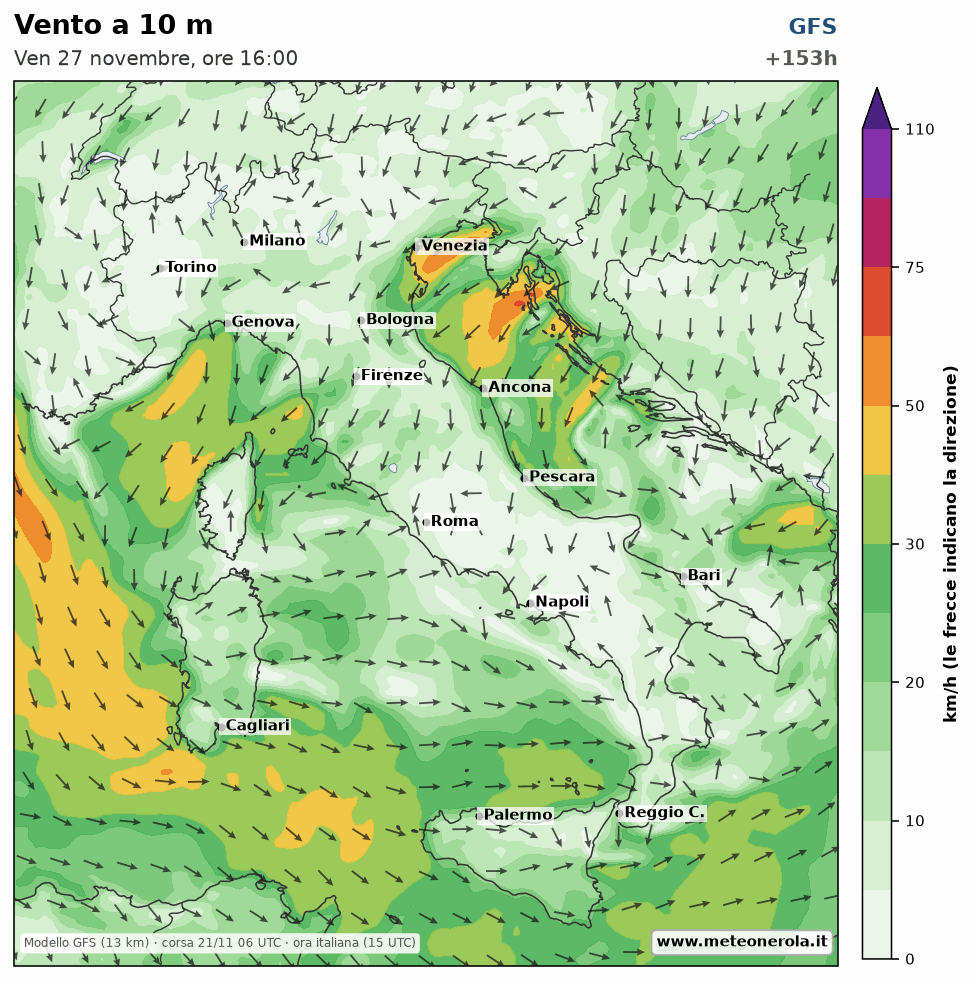 Vento a 10 m
GFS
Ven 27 novembre, ore 16:00
+153h
110
75
50
30
20
10
0
km/h (le frecce indicano la direzione)
Milano
Venezia
Torino
Genova
Bologna
Firenze
Ancona
Pescara
Roma
Bari
Napoli
Cagliari
Palermo
Reggio C.
Modello GFS (13 km) · corsa 21/11 06 UTC · ora italiana (15 UTC)
www.meteonerola.it